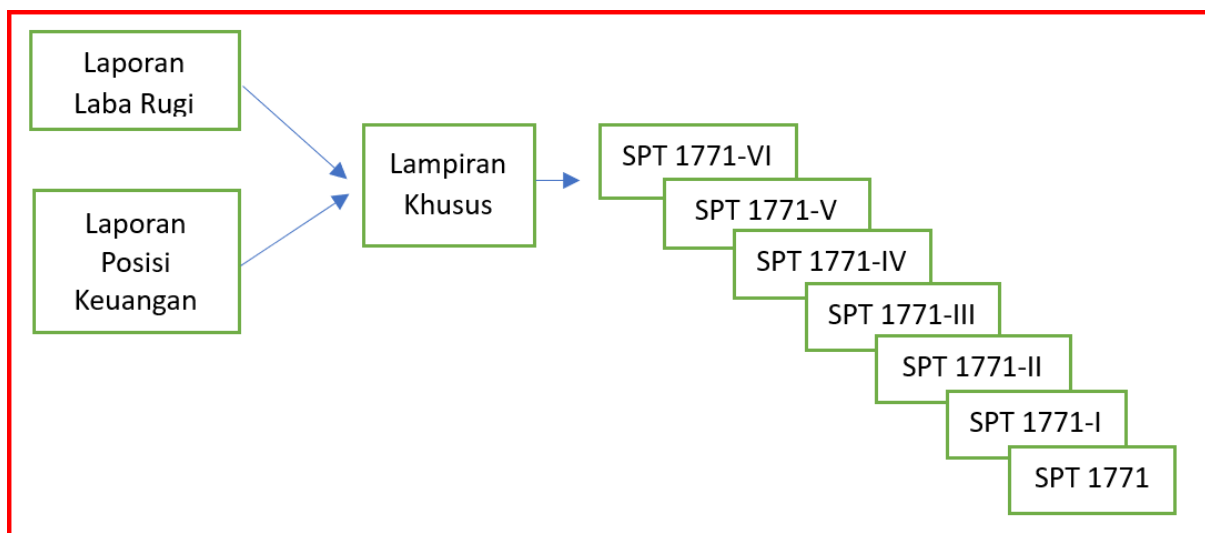 Laporan
Laba Rugi
Laporan
Posisi
Keuangan
Lampiran
Khusus
SPT 1771-VI
SPT 1771-V
SPT 1771-IV
SPT 1771-III
SPT 1771-II
SPT 1771-I
SPT 1771